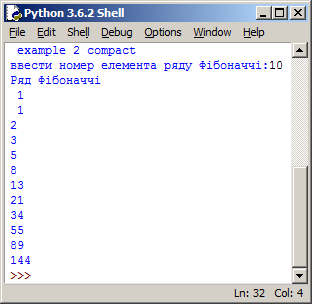 Python 3.6.2 Shell
File Edit Shell Debug Options Window Help
example 2 compact
ввести номер елемента ряду Фібоначчі:10
Ряд Фібоначчі
1
1
2
3
5
8
13
21
34
55
89
144
>>>
Ln: 32 Col: 4